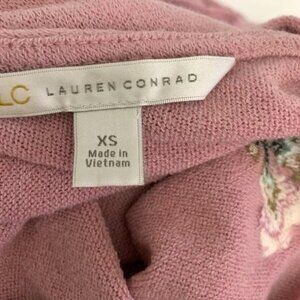 LC LAUREN CONRAD
XS
Made in
Vietnam